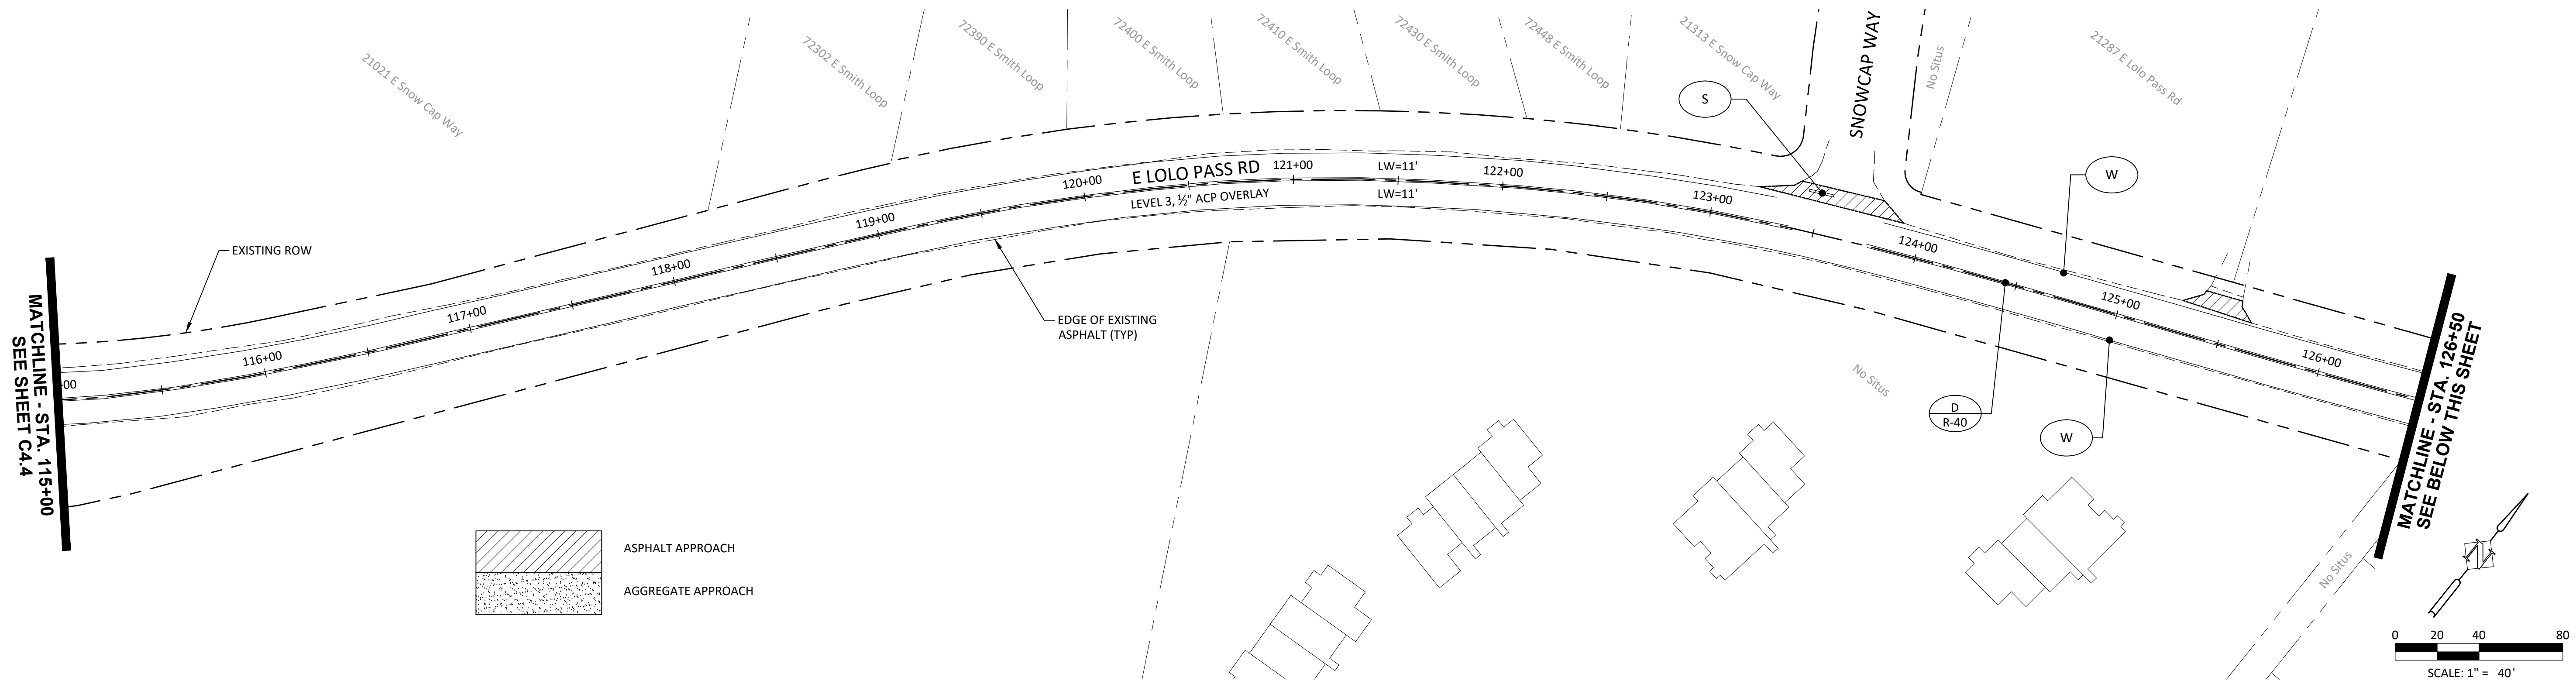 21021 E Snow Cap Way
72302 E Smith Loop
72390 E Smith Loop
72400 E Smith Loop
72410 E Smith Loop
72430 E Smith Loop
72448 E Smith Loop
21313 E Snow Cap Way
SNOWCAP WAY
No Situs
21287 E Lolo Pass Rd
S
W
E LOLO PASS RD
LEVEL 3, ½" ACP OVERLAY
LW=11'
LW=11'
+00
116+00
117+00
118+00
119+00
120+00
121+00
122+00
123+00
124+00
125+00
126+00
EXISTING ROW
EDGE OF EXISTING
ASPHALT (TYP)
MATCHLINE - STA. 115+00
SEE SHEET C4.4
D
R-40
W
No Situs
MATCHLINE - STA. 126+50
SEE BELOW THIS SHEET
No Situs
ASPHALT APPROACH
AGGREGATE APPROACH
N
0 20 40 80
SCALE: 1" = 40'